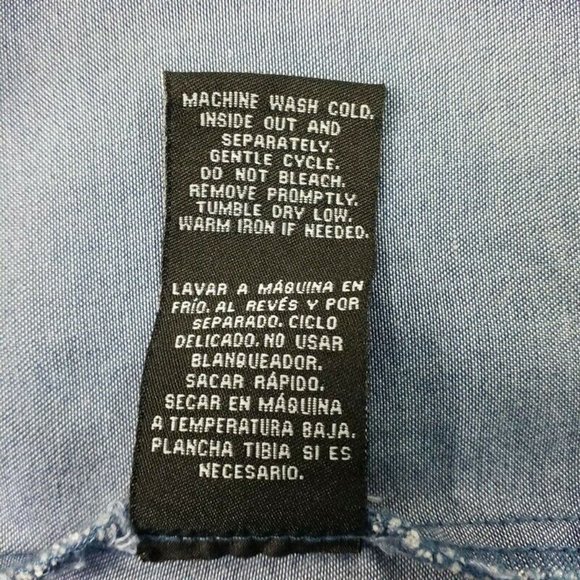 MACHINE WASH COLD.
INSIDE OUT AND
SEPARATELY.
GENTLE CYCLE.
DO NOT BLEACH.
REMOVE PROMPTLY.
TUMBLE DRY LOW.
WARM IRON IF NEEDED.
LAVAR A MÁQUINA EN
FRÍO. AL REVÉS Y POR
SEPARADO. CICLO
DELICADO. NO USAR
BLANQUEADOR.
SACAR RÁPIDO.
SECAR EN MÁQUINA
A TEMPERATURA BAJA.
PLANCHA TIBIA SI ES
NECESARIO.